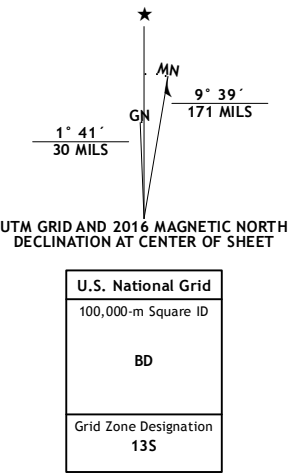 MN
9° 39´
171 MILS
GN
1° 41´
30 MILS
UTM GRID AND 2016 MAGNETIC NORTH
DECLINATION AT CENTER OF SHEET
U.S. National Grid
100,000-m Square ID
BD
Grid Zone Designation
13S